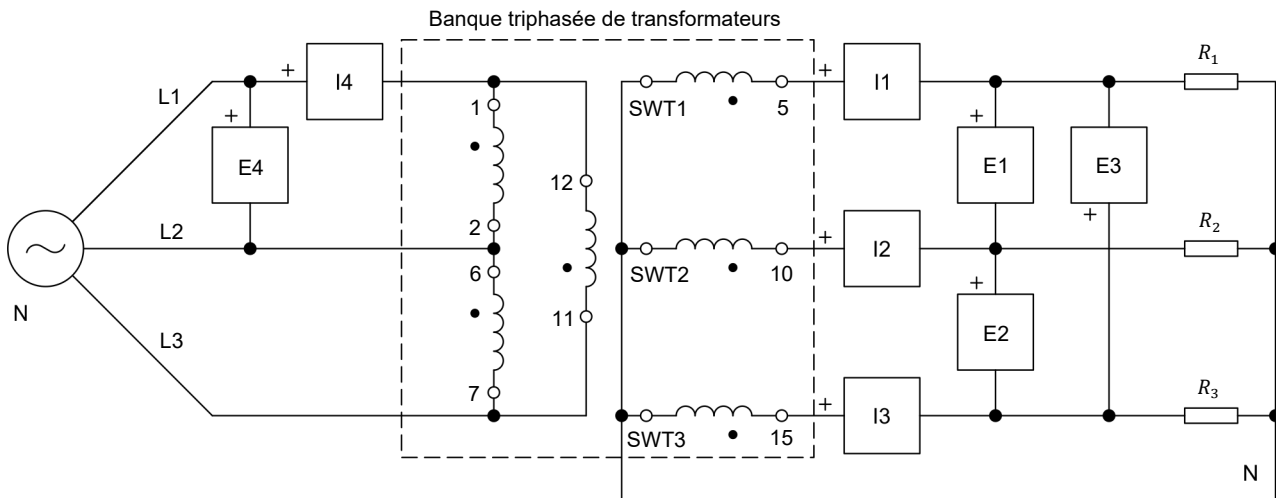 Banque triphasée de transformateurs
L1
+
I4
+
E4
L2
N
L3
1
2
6
7
12
11
SWT1
5
SWT2
10
SWT3
15
+
I1
+
I2
+
I3
+
E1
E3
+
+
E2
R₁
R₂
R₃
N